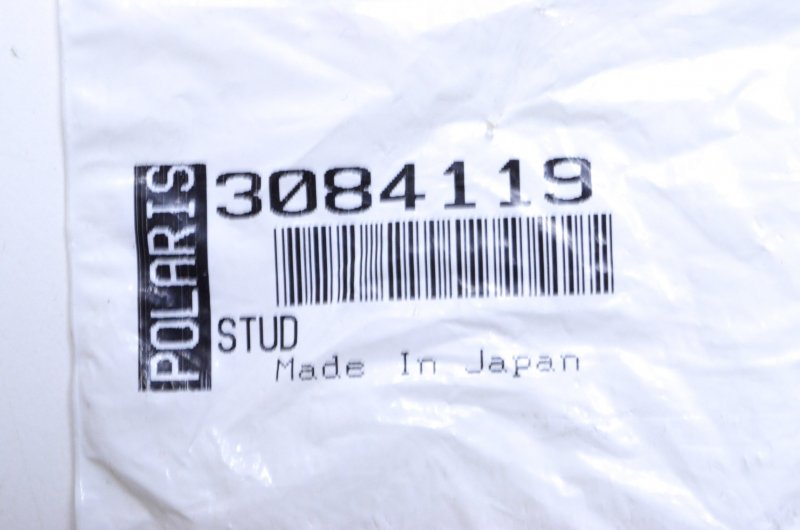 POLARIS
3084119
STUD
Made In Japan